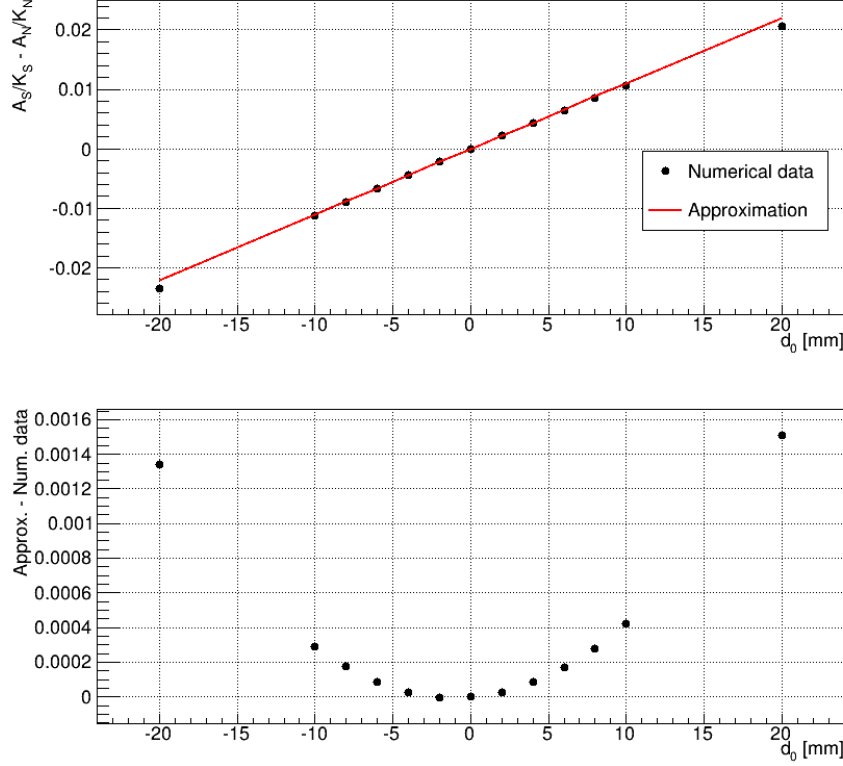 A_S/K_S - A_N/K_N
0.02
0.01
0
-0.01
-0.02
Numerical data
Approximation
-20 -15 -10 -5 0 5 10 15 20
d_0 [mm]
Approx. - Num. data
0.0016
0.0014
0.0012
0.001
0.0008
0.0006
0.0004
0.0002
0
-20 -15 -10 -5 0 5 10 15 20
d_0 [mm]